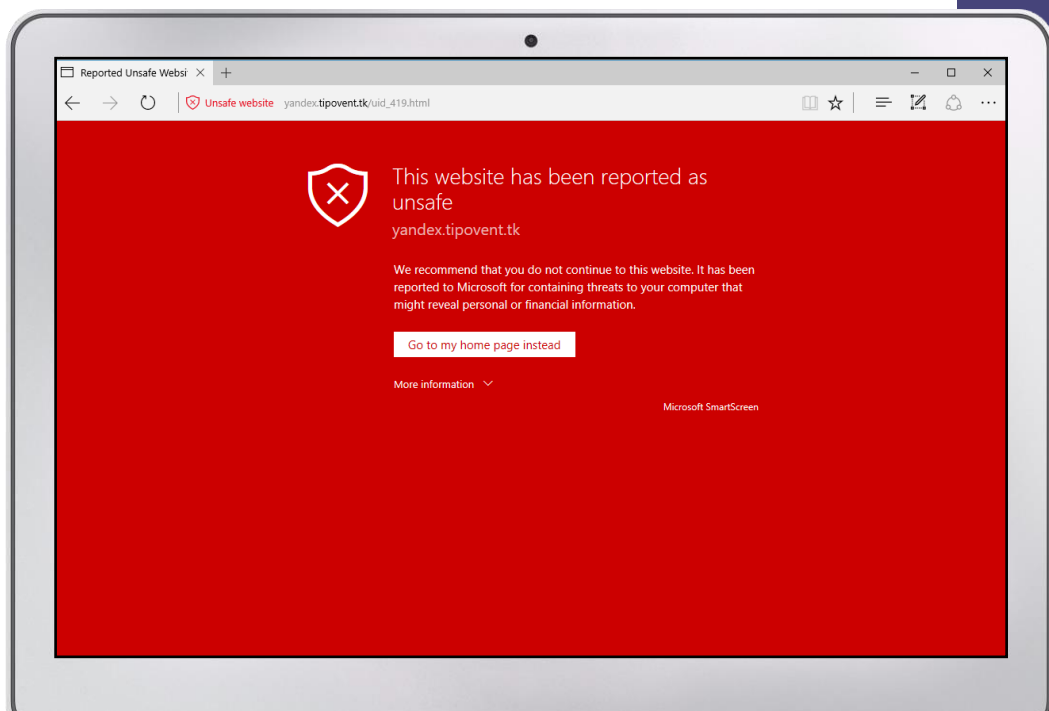 Reported Unsafe Websi
Unsafe website yandex.tipovent.tk/uid_419.html
This website has been reported as
unsafe
yandex.tipovent.tk
We recommend that you do not continue to this website. It has been
reported to Microsoft for containing threats to your computer that
might reveal personal or financial information.
Go to my home page instead
More information
Microsoft SmartScreen